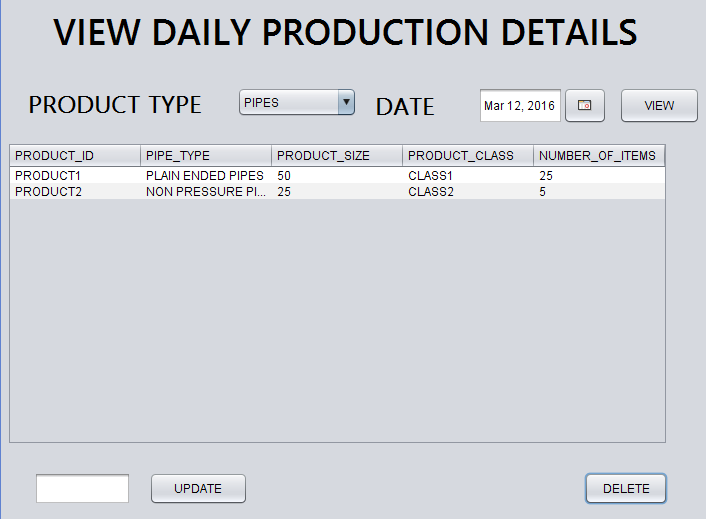 VIEW DAILY PRODUCTION DETAILS
PRODUCT TYPE PIPES DATE Mar 12, 2016 VIEW
PRODUCT_ID PIPE_TYPE PRODUCT_SIZE PRODUCT_CLASS NUMBER_OF_ITEMS
PRODUCT1 PLAIN ENDED PIPES 50 CLASS1 25
PRODUCT2 NON PRESSURE PI... 25 CLASS2 5
UPDATE DELETE